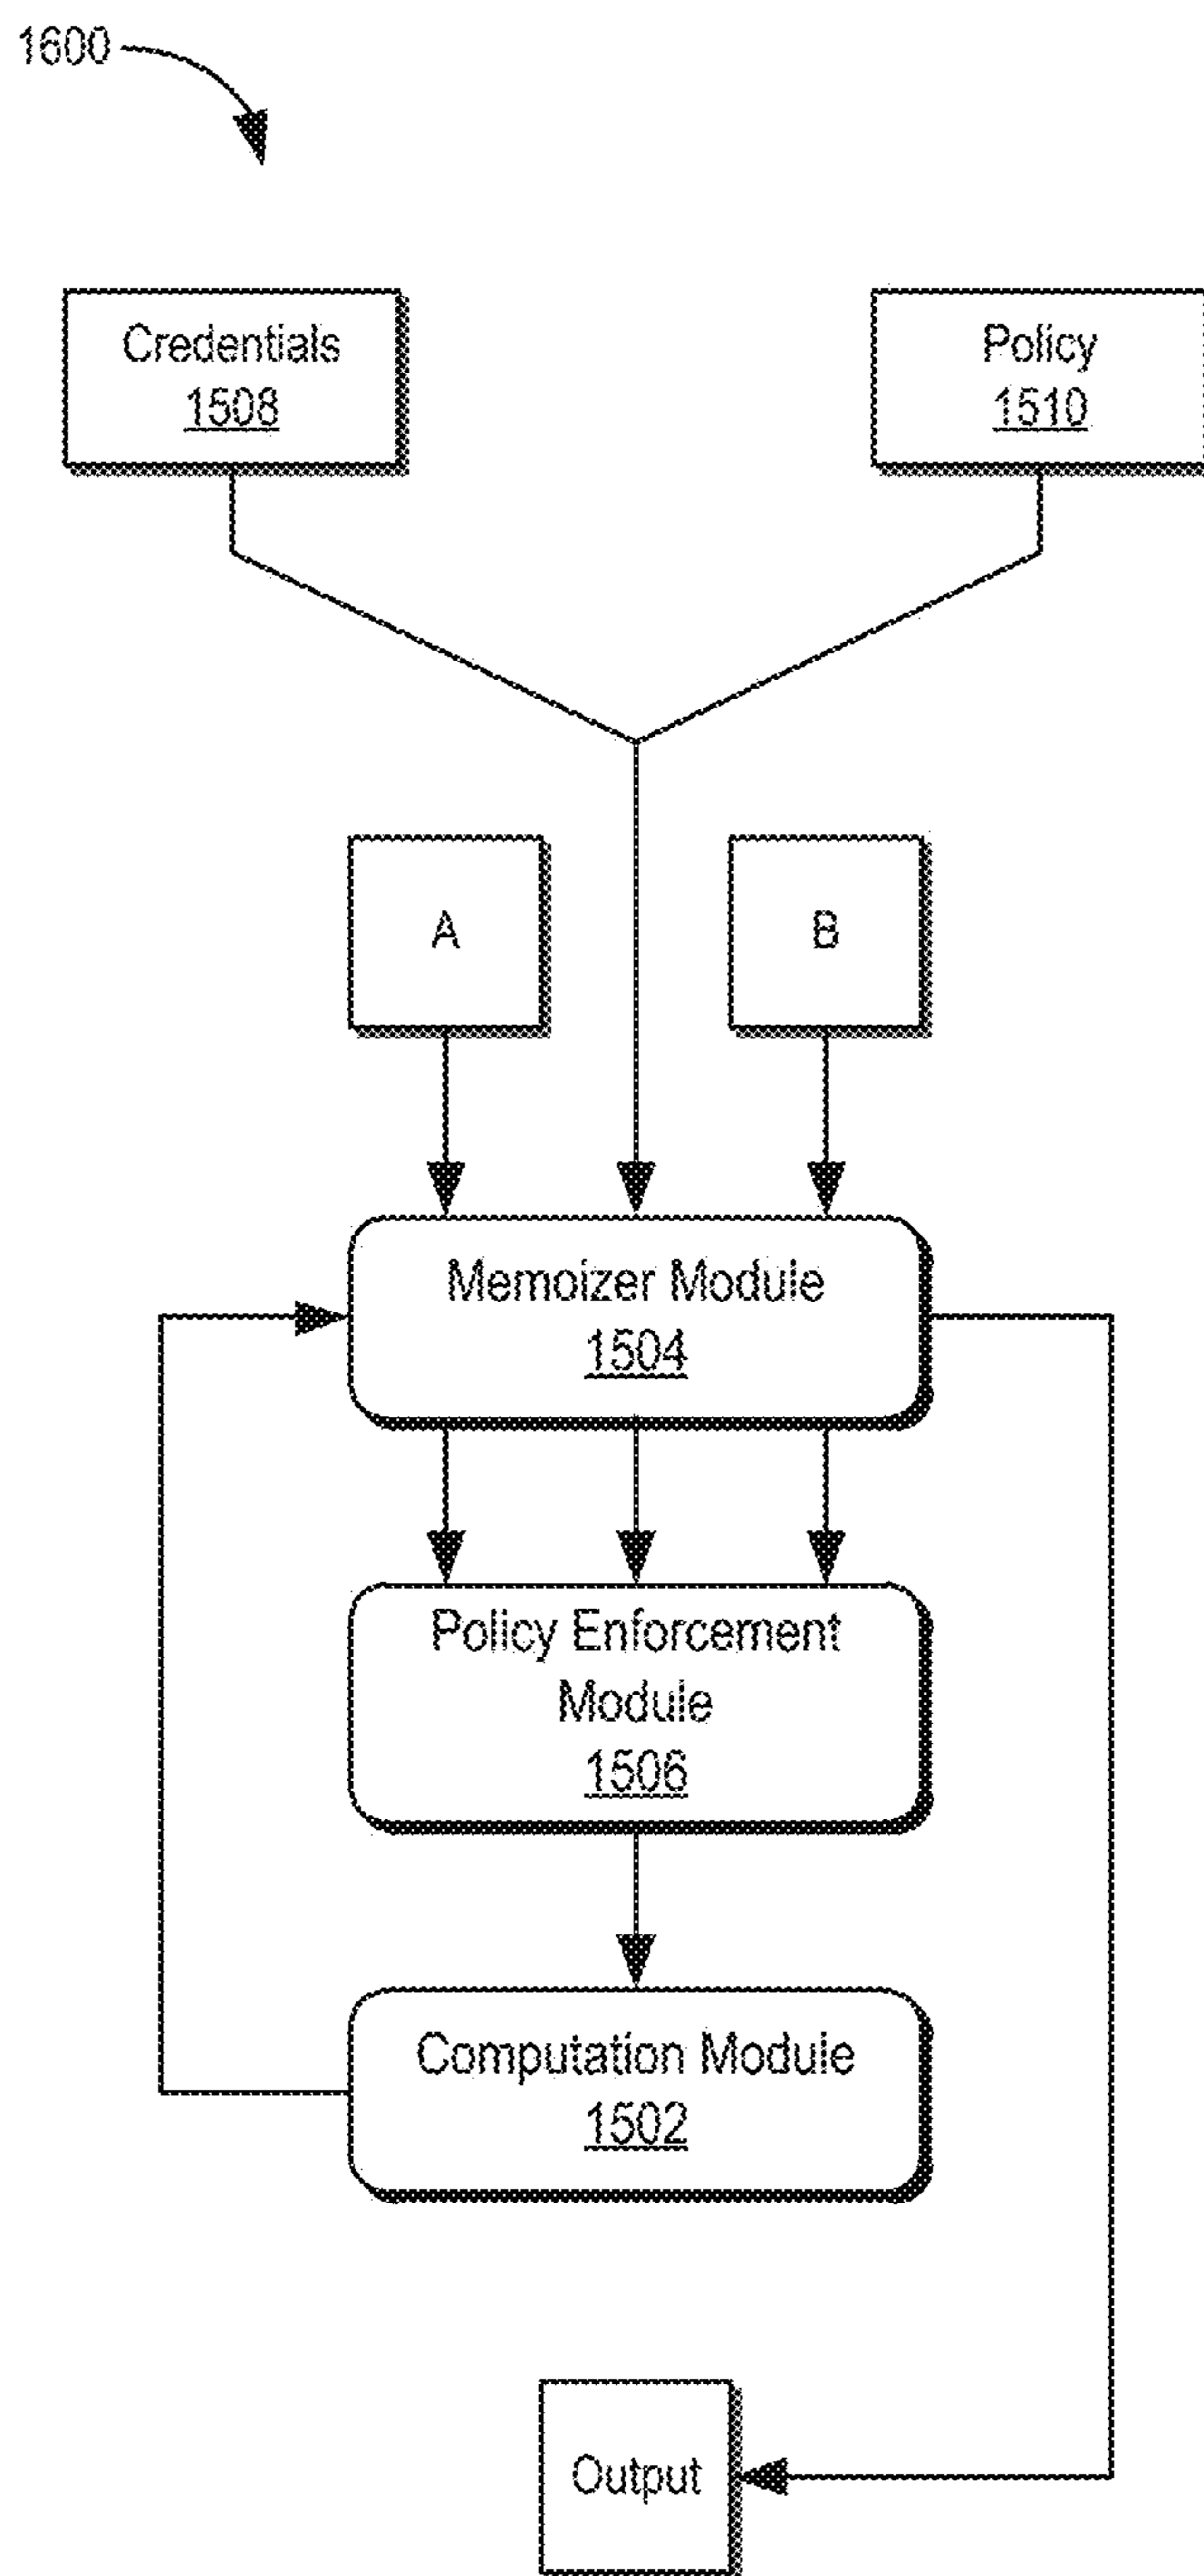 1600
Credentials
1508
Policy
1510
A
B
Memoizer Module
1504
Policy Enforcement
Module
1506
Computation Module
1502
Output